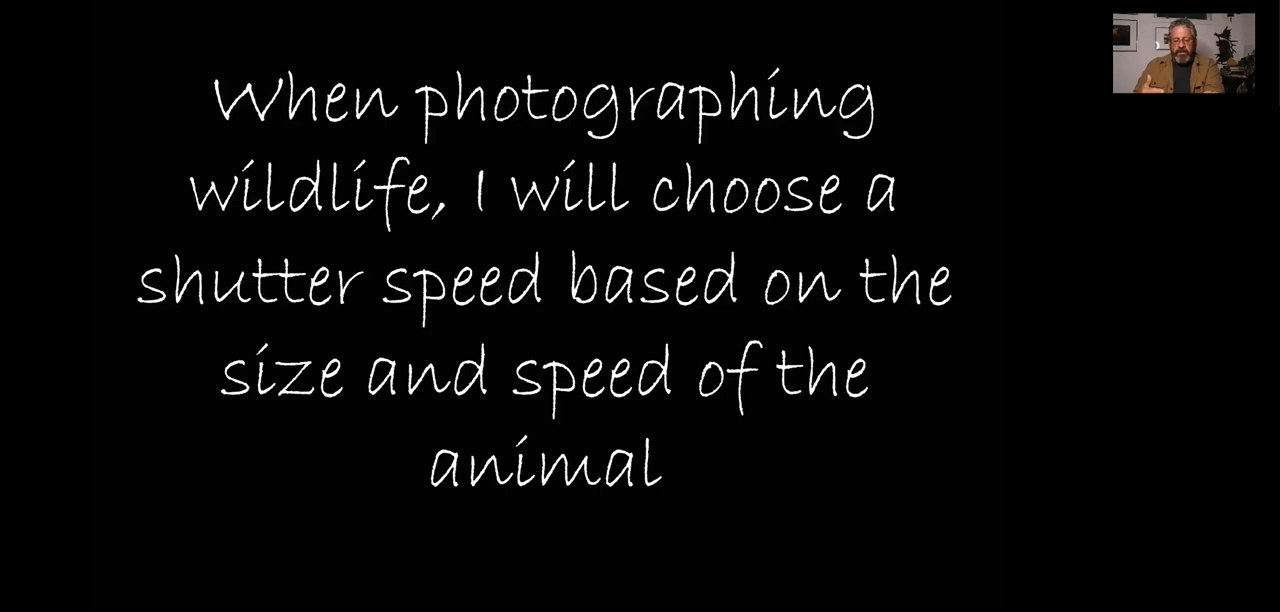 When photographing
wildlife, I will choose a
shutter speed based on the
size and speed of the
animal